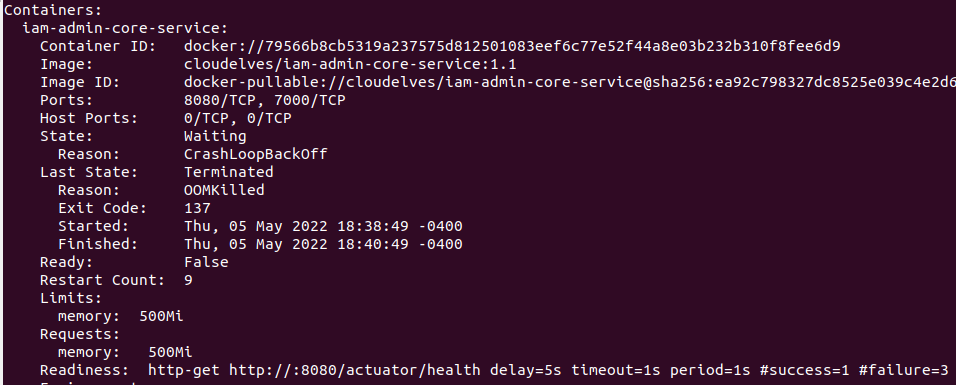 Containers:
  iam-admin-core-service:
    Container ID:   docker://79566b8cb5319a237575d812501083eef6c77e52f44a8e03b232b310f8fee6d9
    Image:          cloudelves/iam-admin-core-service:1.1
    Image ID:       docker-pullable://cloudelves/iam-admin-core-service@sha256:ea92c798327dc8525e039c4e2d6
    Ports:          8080/TCP, 7000/TCP
    Host Ports:     0/TCP, 0/TCP
    State:          Waiting
      Reason:       CrashLoopBackOff
    Last State:     Terminated
      Reason:       OOMKilled
      Exit Code:    137
      Started:      Thu, 05 May 2022 18:38:49 -0400
      Finished:     Thu, 05 May 2022 18:40:49 -0400
    Ready:          False
    Restart Count:  9
    Limits:
      memory:  500Mi
    Requests:
      memory:   500Mi
    Readiness:  http-get http://:8080/actuator/health delay=5s timeout=1s period=1s #success=1 #failure=3